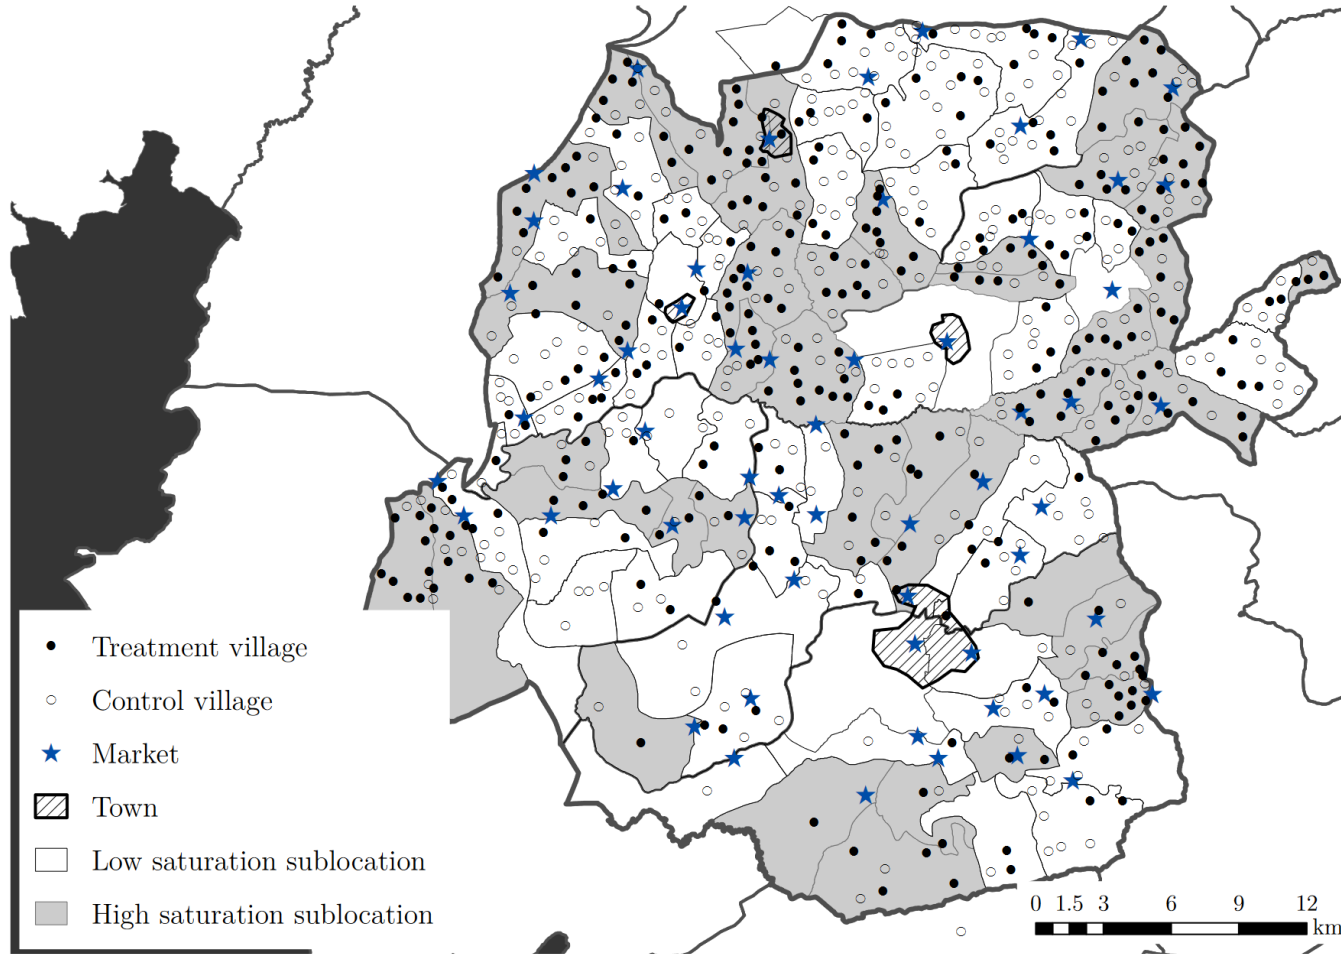 Treatment village
Control village
Market
Town
Low saturation sublocation
High saturation sublocation
0 1.5 3 6 9 12
km